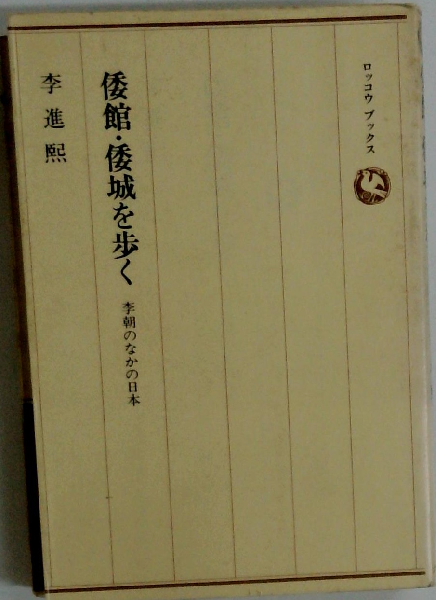 ロッコウ ブックス
倭館・倭城を歩く
李朝のなかの日本
李進熙